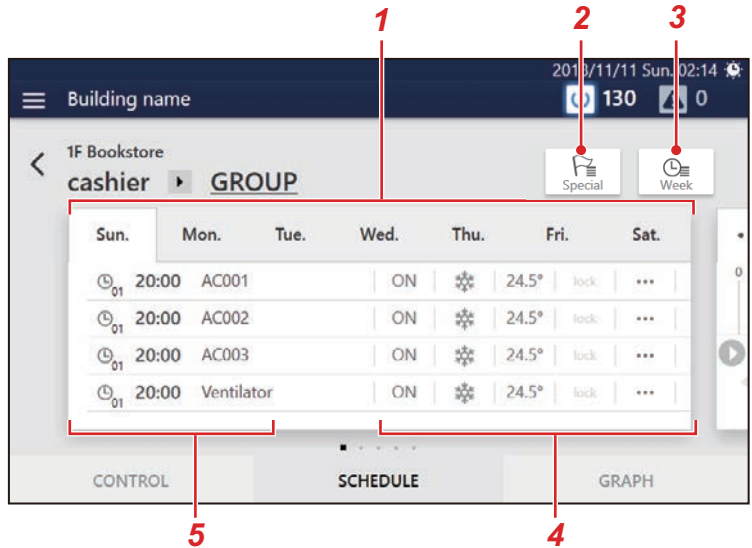 1 2 3
2018/11/11 Sun. 02:14
Building name 130 0
1F Bookstore
cashier GROUP
Special Week
Sun. Mon. Tue. Wed. Thu. Fri. Sat.
0
01 20:00 AC001 ON 24.5° lock •••
01 20:00 AC002 ON 24.5° lock •••
01 20:00 AC003 ON 24.5° lock •••
01 20:00 Ventilator ON 24.5° lock •••
CONTROL SCHEDULE GRAPH
5 4